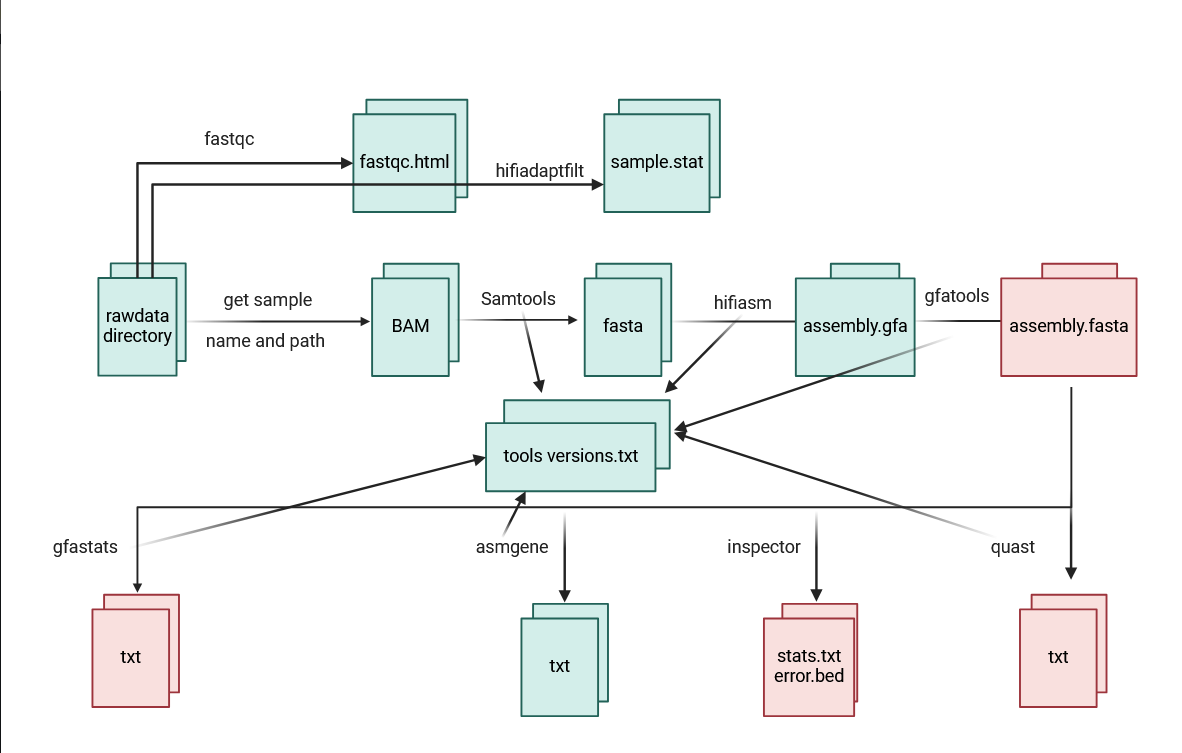 fastqc
fastqc.html
hifiadaptfilt
sample.stat
rawdata
directory
get sample
name and path
BAM
Samtools
fasta
hifiasm
assembly.gfa
gfatools
assembly.fasta
tools versions.txt
gfastats
asmgene
inspector
quast
txt
txt
stats.txt
error.bed
txt